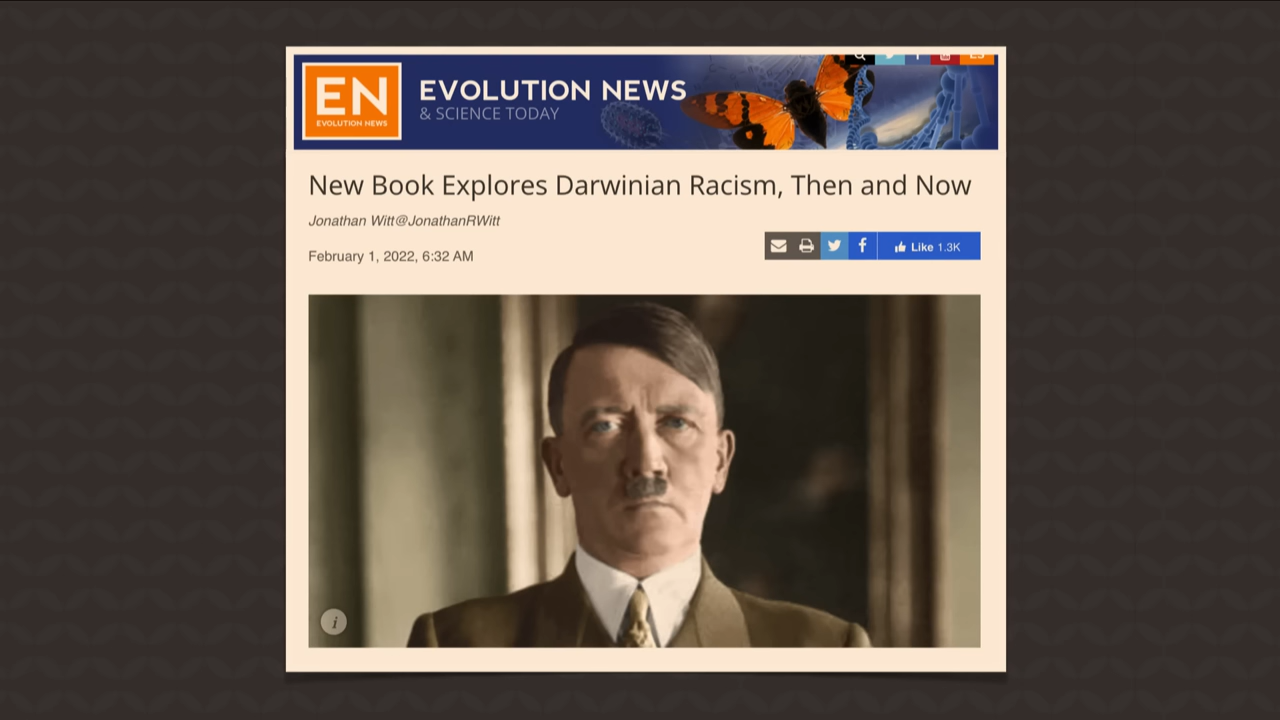 EN
EVOLUTION NEWS
EVOLUTION NEWS
& SCIENCE TODAY
New Book Explores Darwinian Racism, Then and Now
Jonathan Witt@JonathanRWitt
February 1, 2022, 6:32 AM
Like 1.3K
i